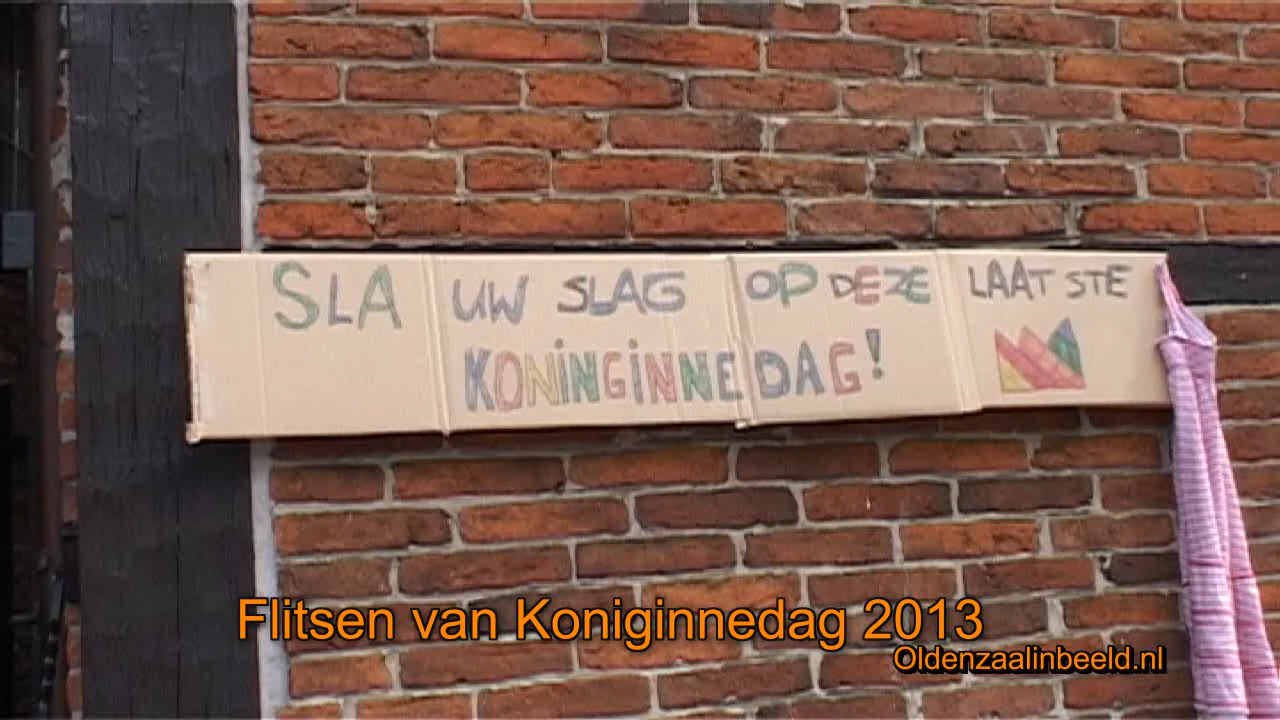 SLA UW SLAG OP DEZE LAATSTE
KONINGINNEDAG!
Flitsen van Koniginnedag 2013
Oldenzaalinbeeld.nl